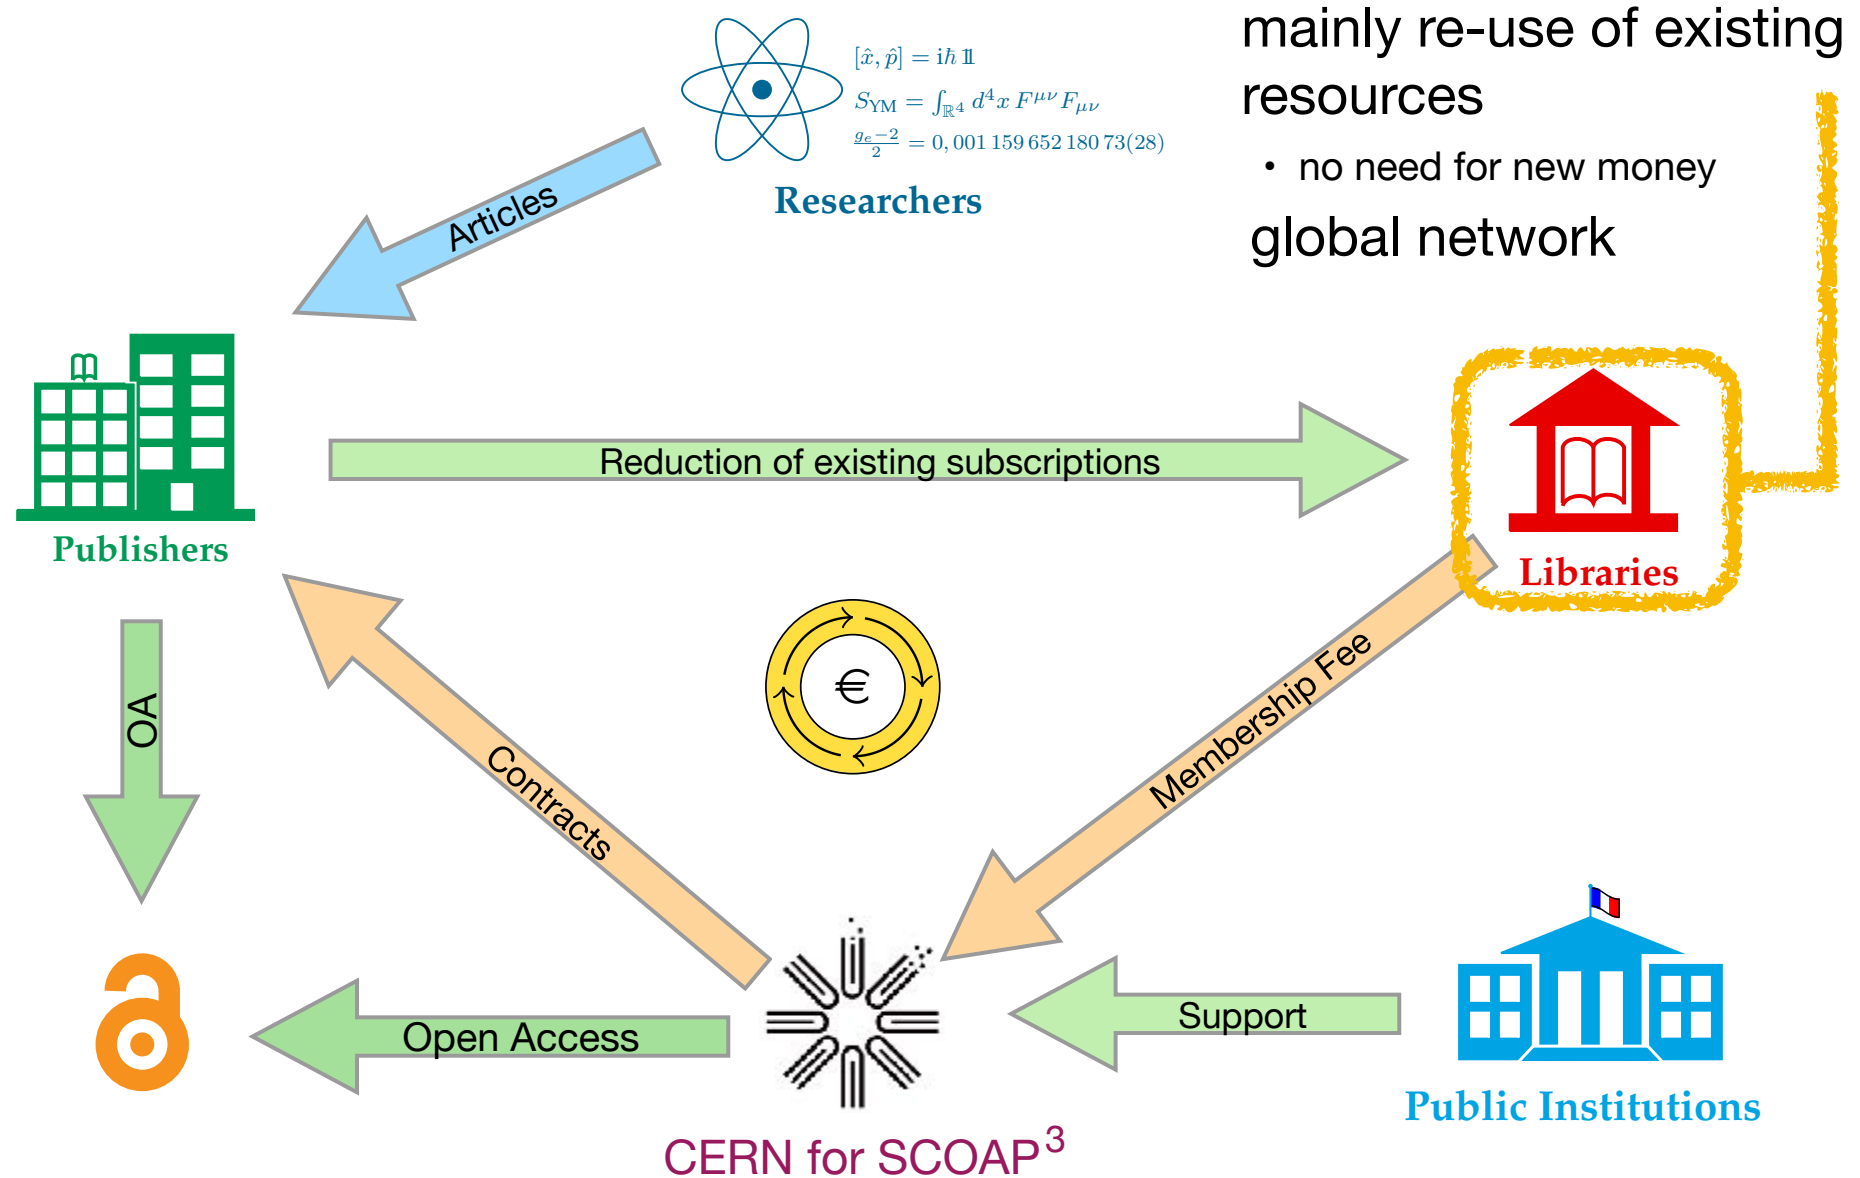 mainly re-use of existing
resources
• no need for new money
global network
[x̂, p̂] = iħ 𝟙
S_YM = ∫_ℝ⁴ d⁴x F^μν F_μν
g_e−2/2 = 0,001 159 652 180 73(28)
Researchers
Articles
Publishers
Reduction of existing subscriptions
Libraries
OA
€
Contracts
Membership Fee
Open Access
Support
Public Institutions
CERN for SCOAP³